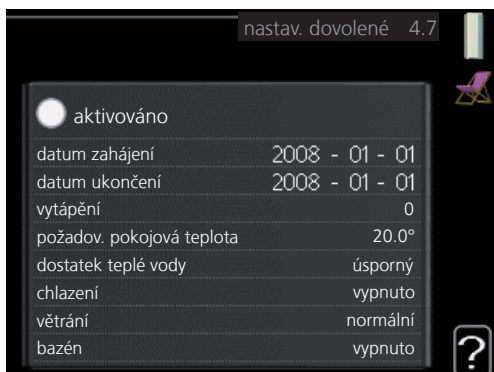 nastav. dovolené 4.7
aktivováno
datum zahájení 2008 - 01 - 01
datum ukončení 2008 - 01 - 01
vytápění 0
požadov. pokojová teplota 20.0°
dostatek teplé vody úsporný
chlazení vypnuto
větrání normální
bazén vypnuto
?